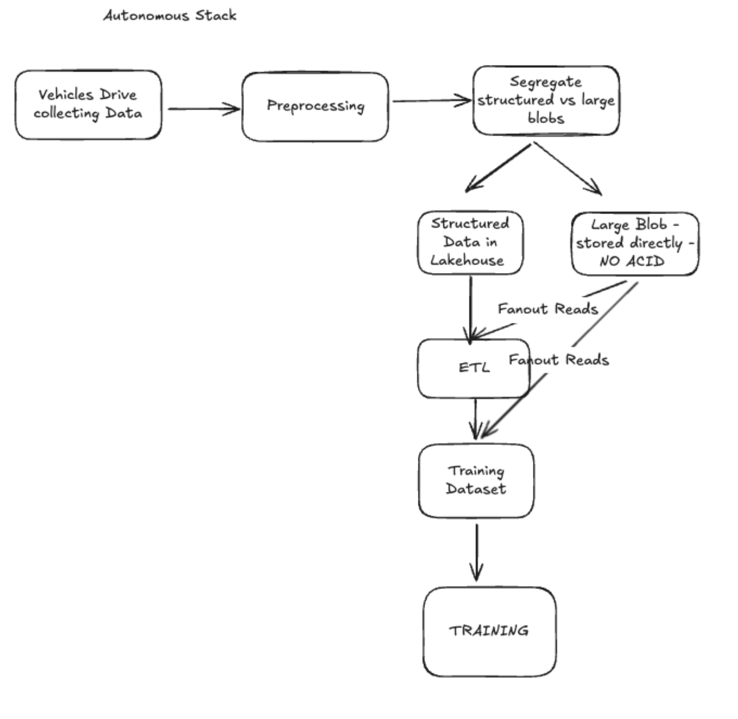 Autonomous Stack
Vehicles Drive
collecting Data
Preprocessing
Segregate
structured vs large
blobs
Structured
Data in
Lakehouse
Large Blob -
stored directly -
NO ACID
Fanout Reads
ETL
Fanout Reads
Training
Dataset
TRAINING